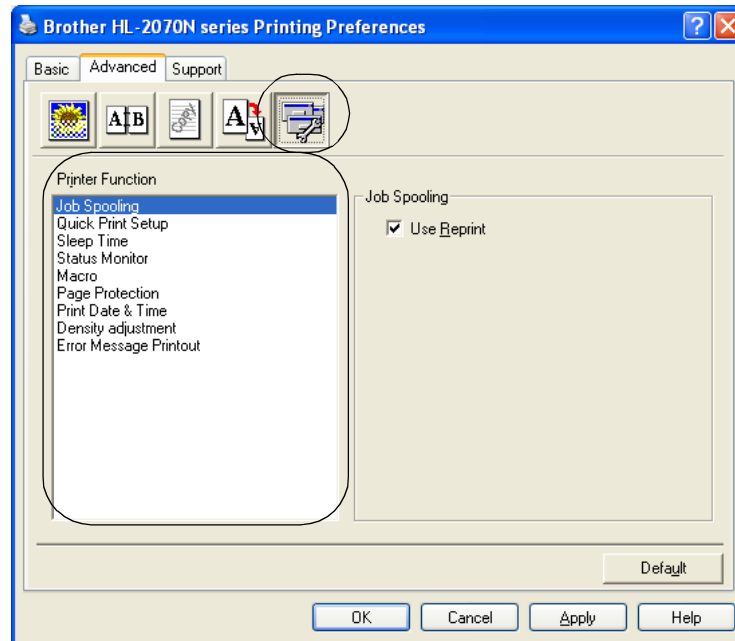 Brother HL-2070N series Printing Preferences
Basic Advanced Support
A B Copy A A
Printer Function
Job Spooling
Quick Print Setup
Sleep Time
Status Monitor
Macro
Page Protection
Print Date & Time
Density adjustment
Error Message Printout
Job Spooling
Use Reprint
Default
OK Cancel Apply Help